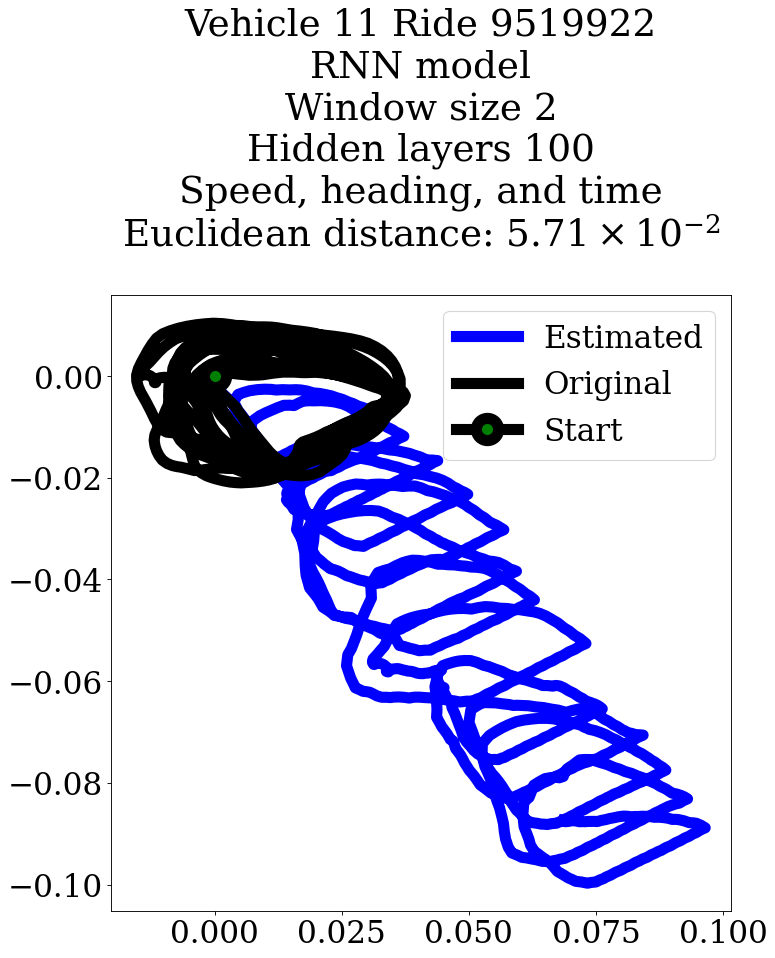 Vehicle 11 Ride 9519922
RNN model
Window size 2
Hidden layers 100
Speed, heading, and time
Euclidean distance: 5.71 × 10⁻²
Estimated
Original
Start
0.00
−0.02
−0.04
−0.06
−0.08
−0.10
0.000 0.025 0.050 0.075 0.100